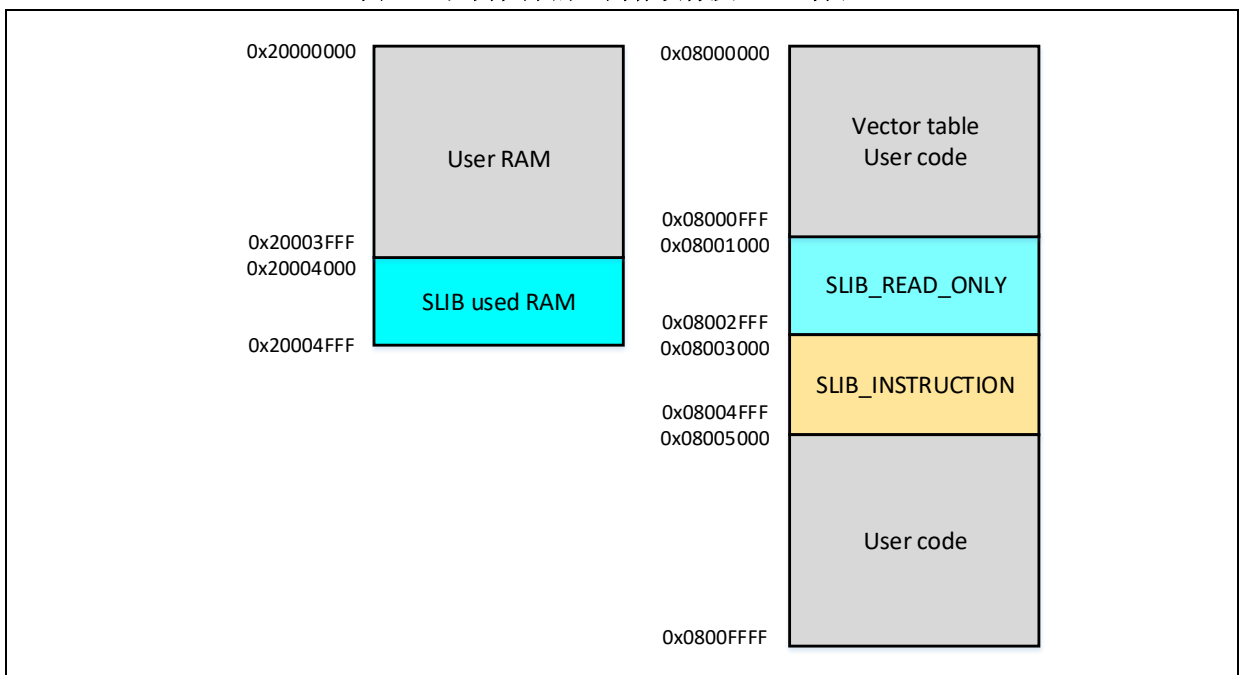 0x20000000
User RAM
0x20003FFF
0x20004000
SLIB used RAM
0x20004FFF
0x08000000
Vector table
User code
0x08000FFF
0x08001000
SLIB_READ_ONLY
0x08002FFF
0x08003000
SLIB_INSTRUCTION
0x08004FFF
0x08005000
User code
0x0800FFFF